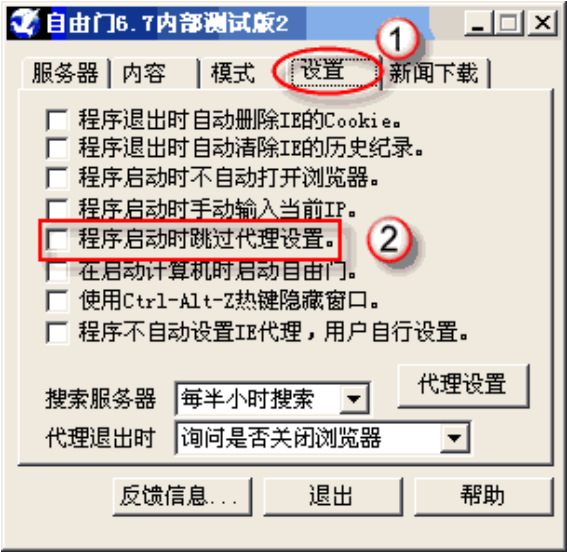 自由门6.7内部测试版2
1
服务器 内容 模式 设置 新闻下载
程序退出时自动删除IE的Cookie。
程序退出时自动清除IE的历史纪录。
程序启动时不自动打开浏览器。
程序启动时手动输入当前IP。
程序启动时跳过代理设置。
2
在启动计算机时启动自由门。
使用Ctrl-Alt-Z热键隐藏窗口。
程序不自动设置IE代理，用户自行设置。
搜索服务器 每半小时搜索 代理设置
代理退出时 询问是否关闭浏览器
反馈信息... 退出 帮助